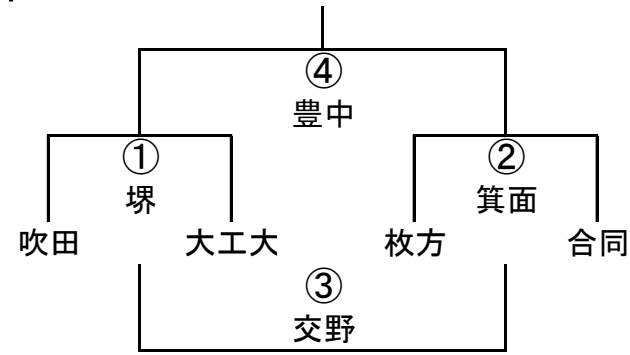 ④
豊中
① ②
堺 箕面
吹田 大工大 枚方 合同
③
交野